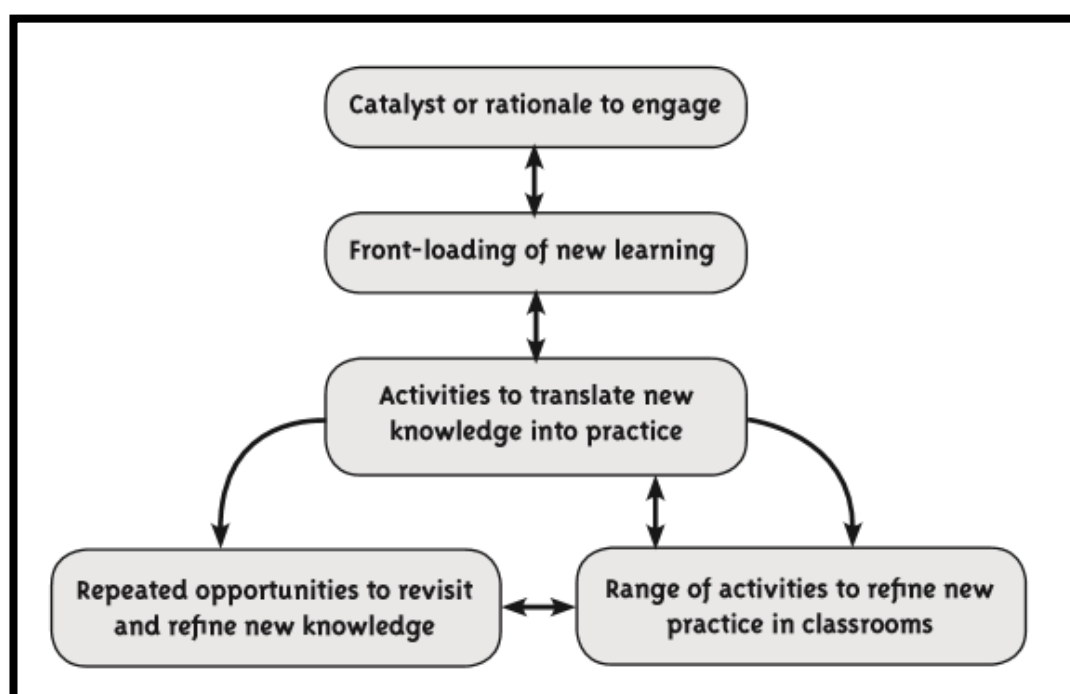 Catalyst or rationale to engage
Front-loading of new learning
Activities to translate new
knowledge into practice
Repeated opportunities to revisit
and refine new knowledge
Range of activities to refine new
practice in classrooms